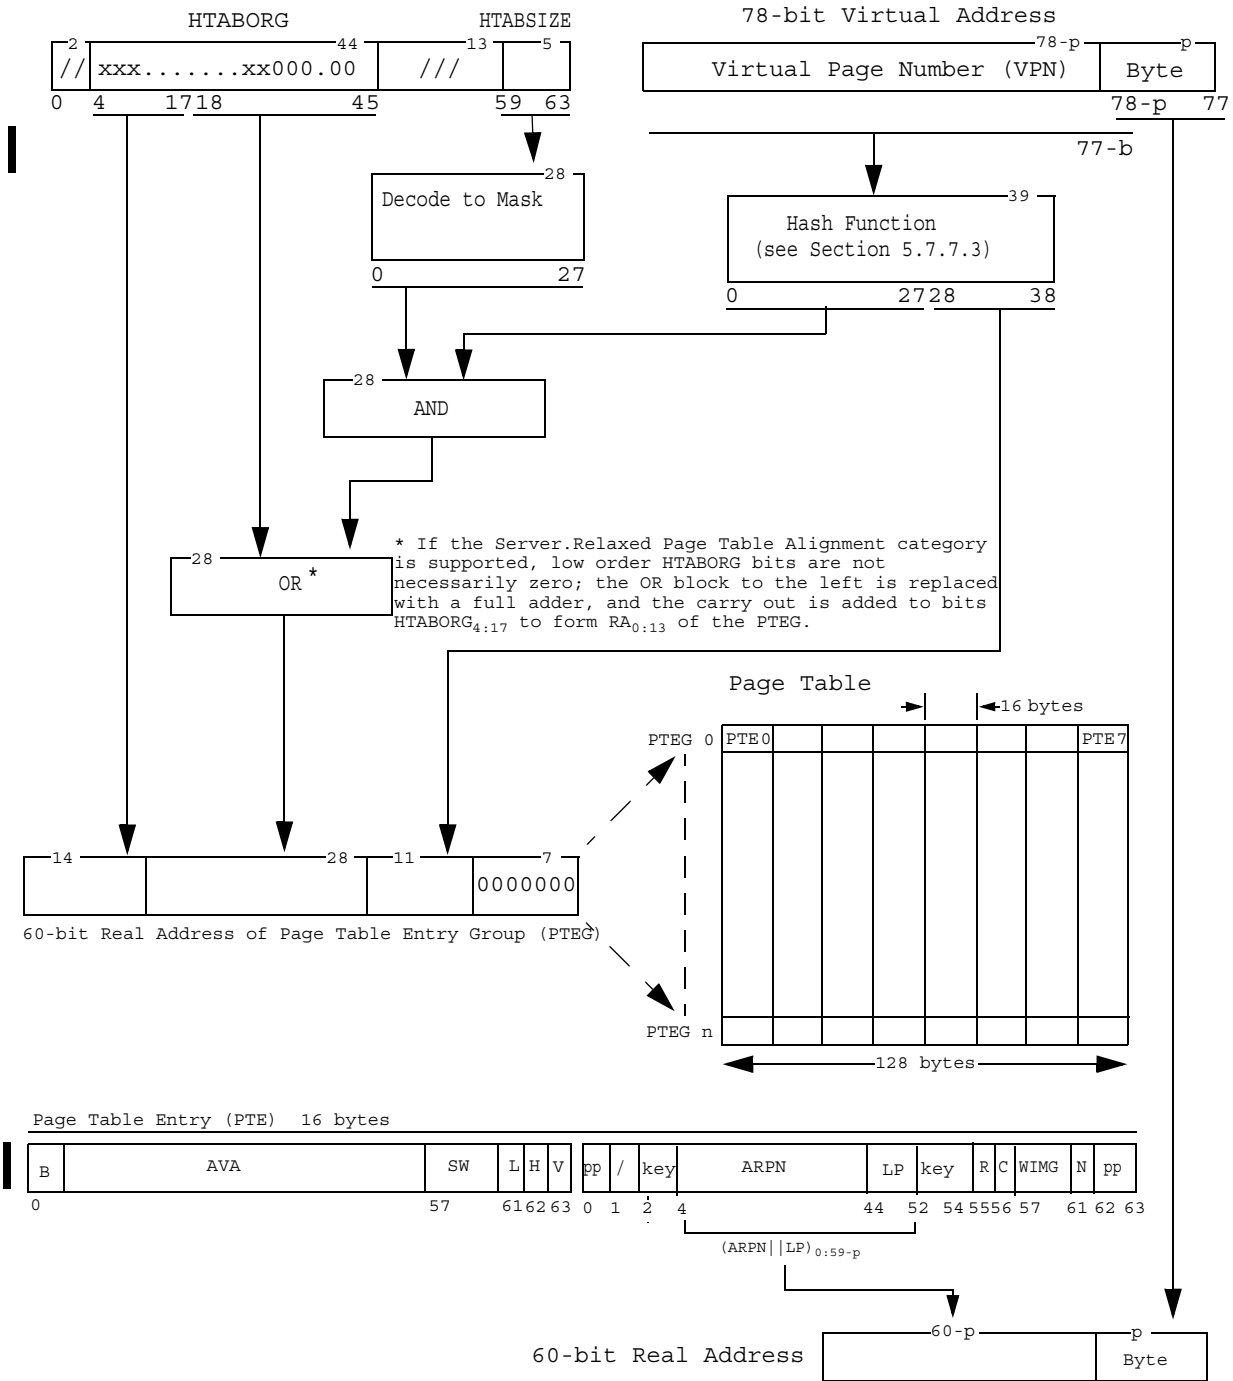 HTABORG HTABSIZE 78-bit Virtual Address
2 44 13 5 78-p p
// xxx.......xx000.00 /// Virtual Page Number (VPN) Byte
0 4 17 18 45 59 63 78-p 77
77-b
28 39
Decode to Mask Hash Function
(see Section 5.7.7.3)
0 27 0 27 28 38
28
AND
28
OR *
* If the Server.Relaxed Page Table Alignment category
is supported, low order HTABORG bits are not
necessarily zero; the OR block to the left is replaced
with a full adder, and the carry out is added to bits
HTABORG4:17 to form RA0:13 of the PTEG.
Page Table
16 bytes
PTEG 0 PTE0 PTE7
14 28 11 7
0000000
60-bit Real Address of Page Table Entry Group (PTEG)
PTEG n
128 bytes
Page Table Entry (PTE) 16 bytes
B AVA SW L H V pp / key ARPN LP key R C WIMG N pp
0 57 61 62 63 0 1 2 4 44 52 54 55 56 57 61 62 63
(ARPN||LP)0:59-p
60-p p
60-bit Real Address Byte